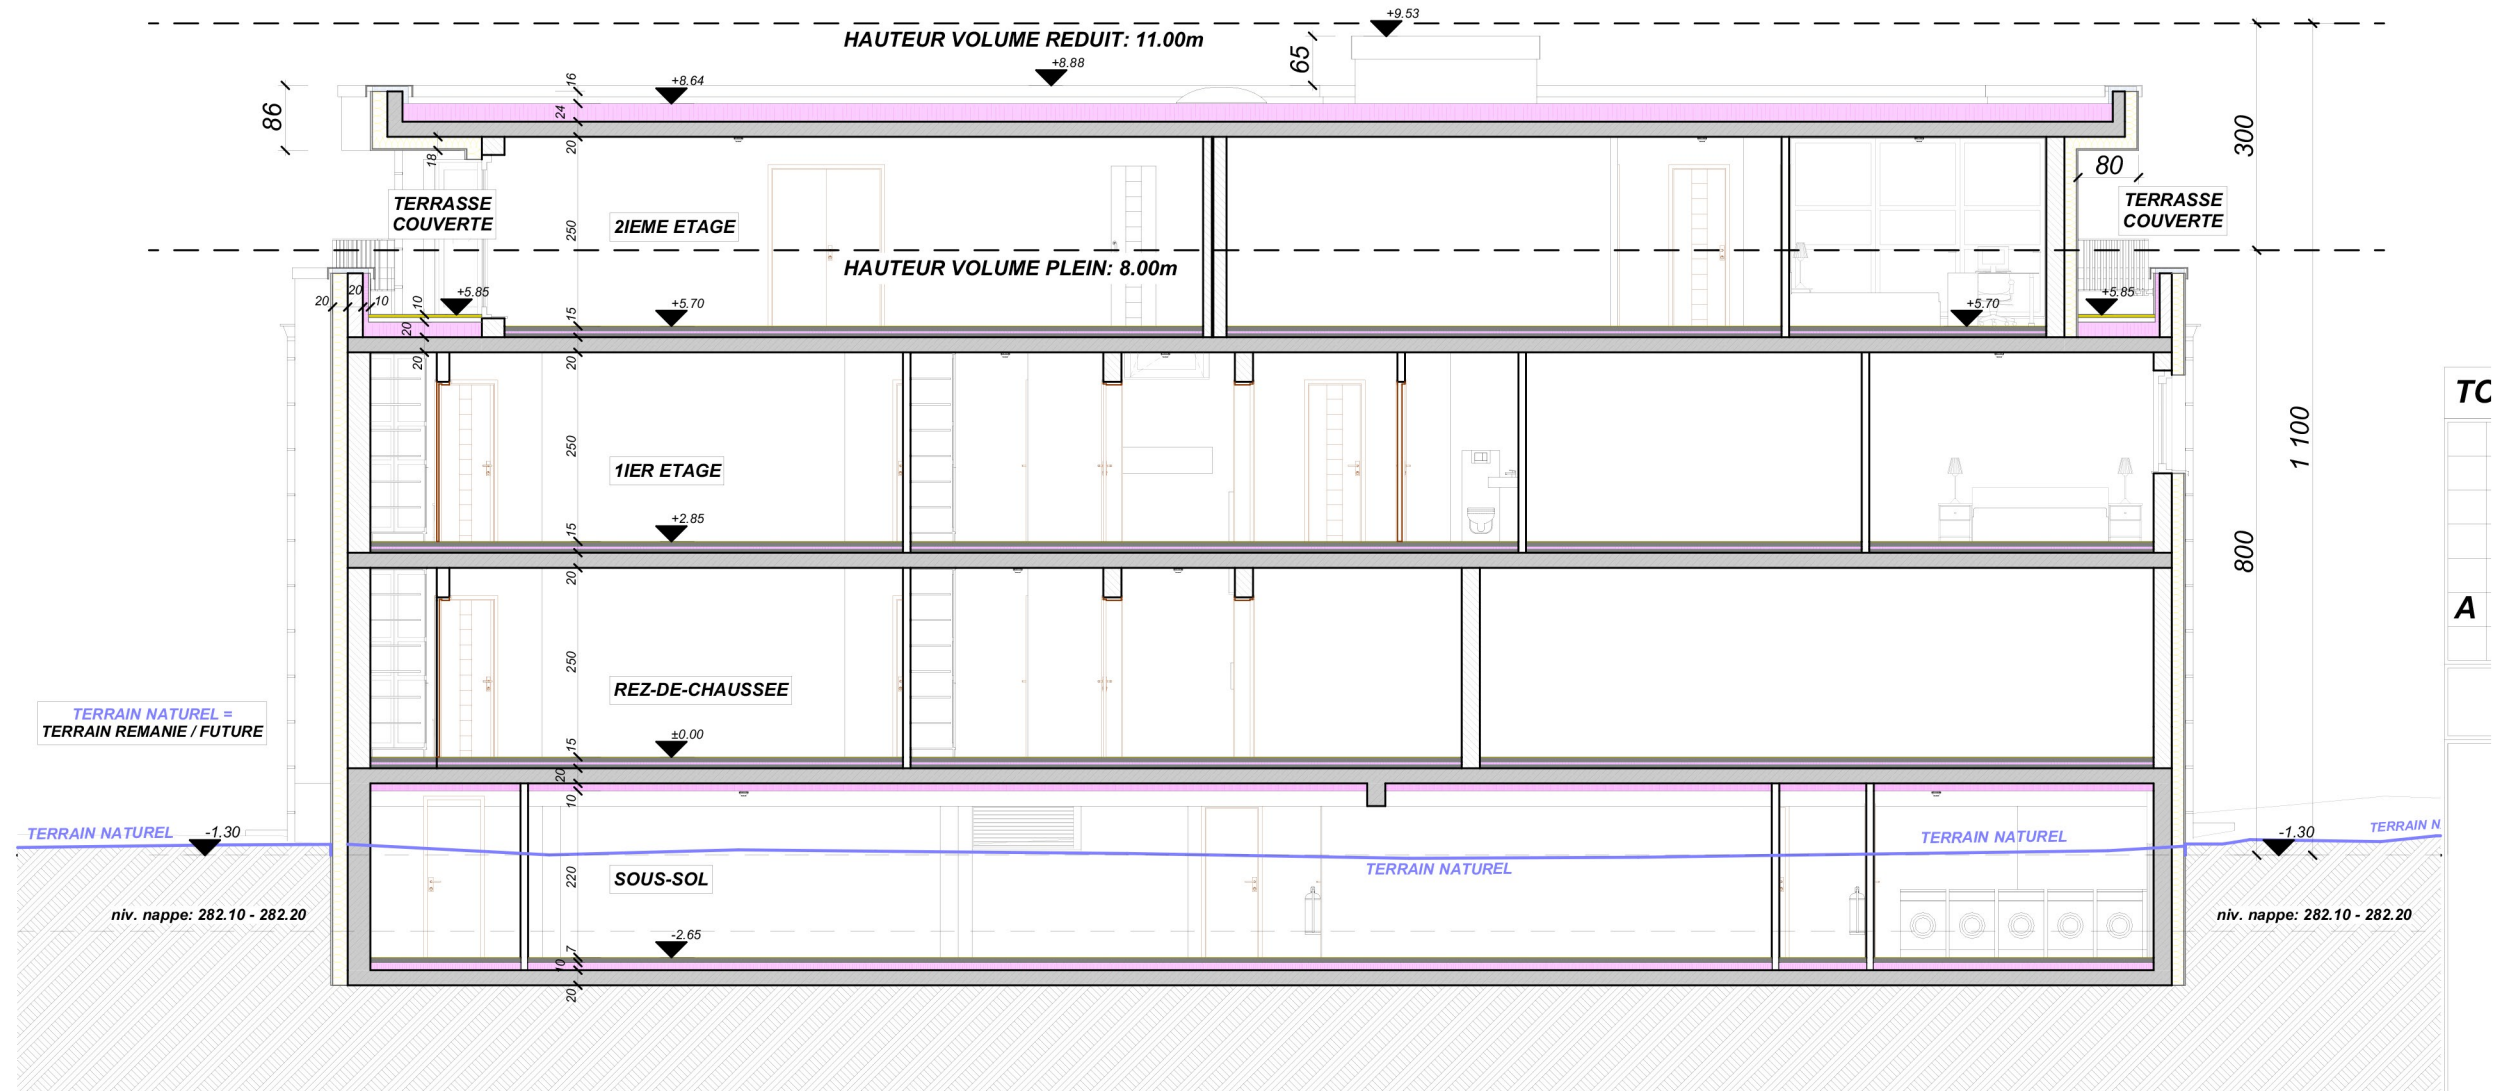 +9.53
HAUTEUR VOLUME REDUIT: 11.00m
65
+8.88
+8.64
16
86
24
20
18
300
80
TERRASSE
COUVERTE
TERRASSE
COUVERTE
2IEME ETAGE
250
HAUTEUR VOLUME PLEIN: 8.00m
20
20
10
10
+5.85
+5.70
+5.70
+5.85
15
20
20
20
TO
1 100
250
1IER ETAGE
+2.85
15
800
20
A
250
REZ-DE-CHAUSSEE
TERRAIN NATUREL =
TERRAIN REMANIE / FUTURE
±0.00
15
20
10
TERRAIN NATUREL
-1.30
TERRAIN NATUREL
-1.30
TERRAIN N
TERRAIN NATUREL
220
SOUS-SOL
niv. nappe: 282.10 - 282.20
niv. nappe: 282.10 - 282.20
-2.65
7
10
20